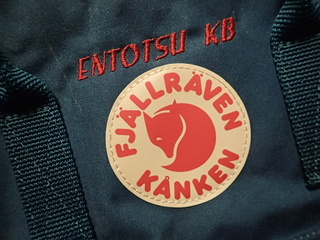 ENTOTSU KB
FJÄLLRÄVEN
KÅNKEN